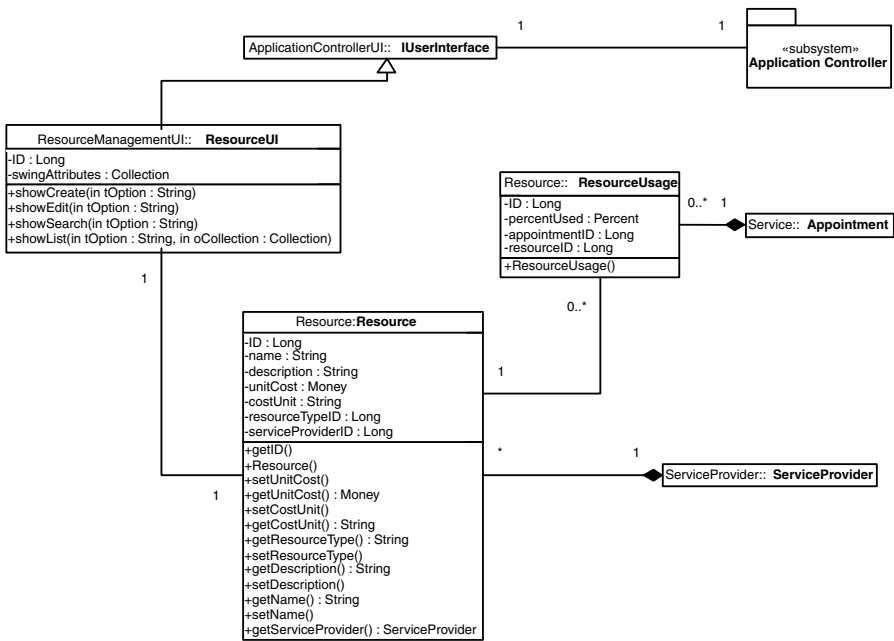 ApplicationControllerUI:: IUserInterface
1
1
«subsystem»
Application Controller
ResourceManagementUI:: ResourceUI
-ID : Long
-swingAttributes : Collection
+showCreate(in tOption : String)
+showEdit(in tOption : String)
+showSearch(in tOption : String)
+showList(in tOption : String, in oCollection : Collection)
1
Resource:: ResourceUsage
-ID : Long
-percentUsed : Percent
-appointmentID : Long
-resourceID : Long
+ResourceUsage()
0..*
1
Service:: Appointment
0..*
Resource:Resource
-ID : Long
-name : String
-description : String
-unitCost : Money
-costUnit : String
-resourceTypeID : Long
-serviceProviderID : Long
+getID()
+Resource()
+setUnitCost()
+getUnitCost() : Money
+setCostUnit()
+getCostUnit() : String
+getResourceType() : String
+setResourceType()
+getDescription() : String
+setDescription()
+getName() : String
+setName()
+getServiceProvider() : ServiceProvider
1
1
*
1
ServiceProvider:: ServiceProvider